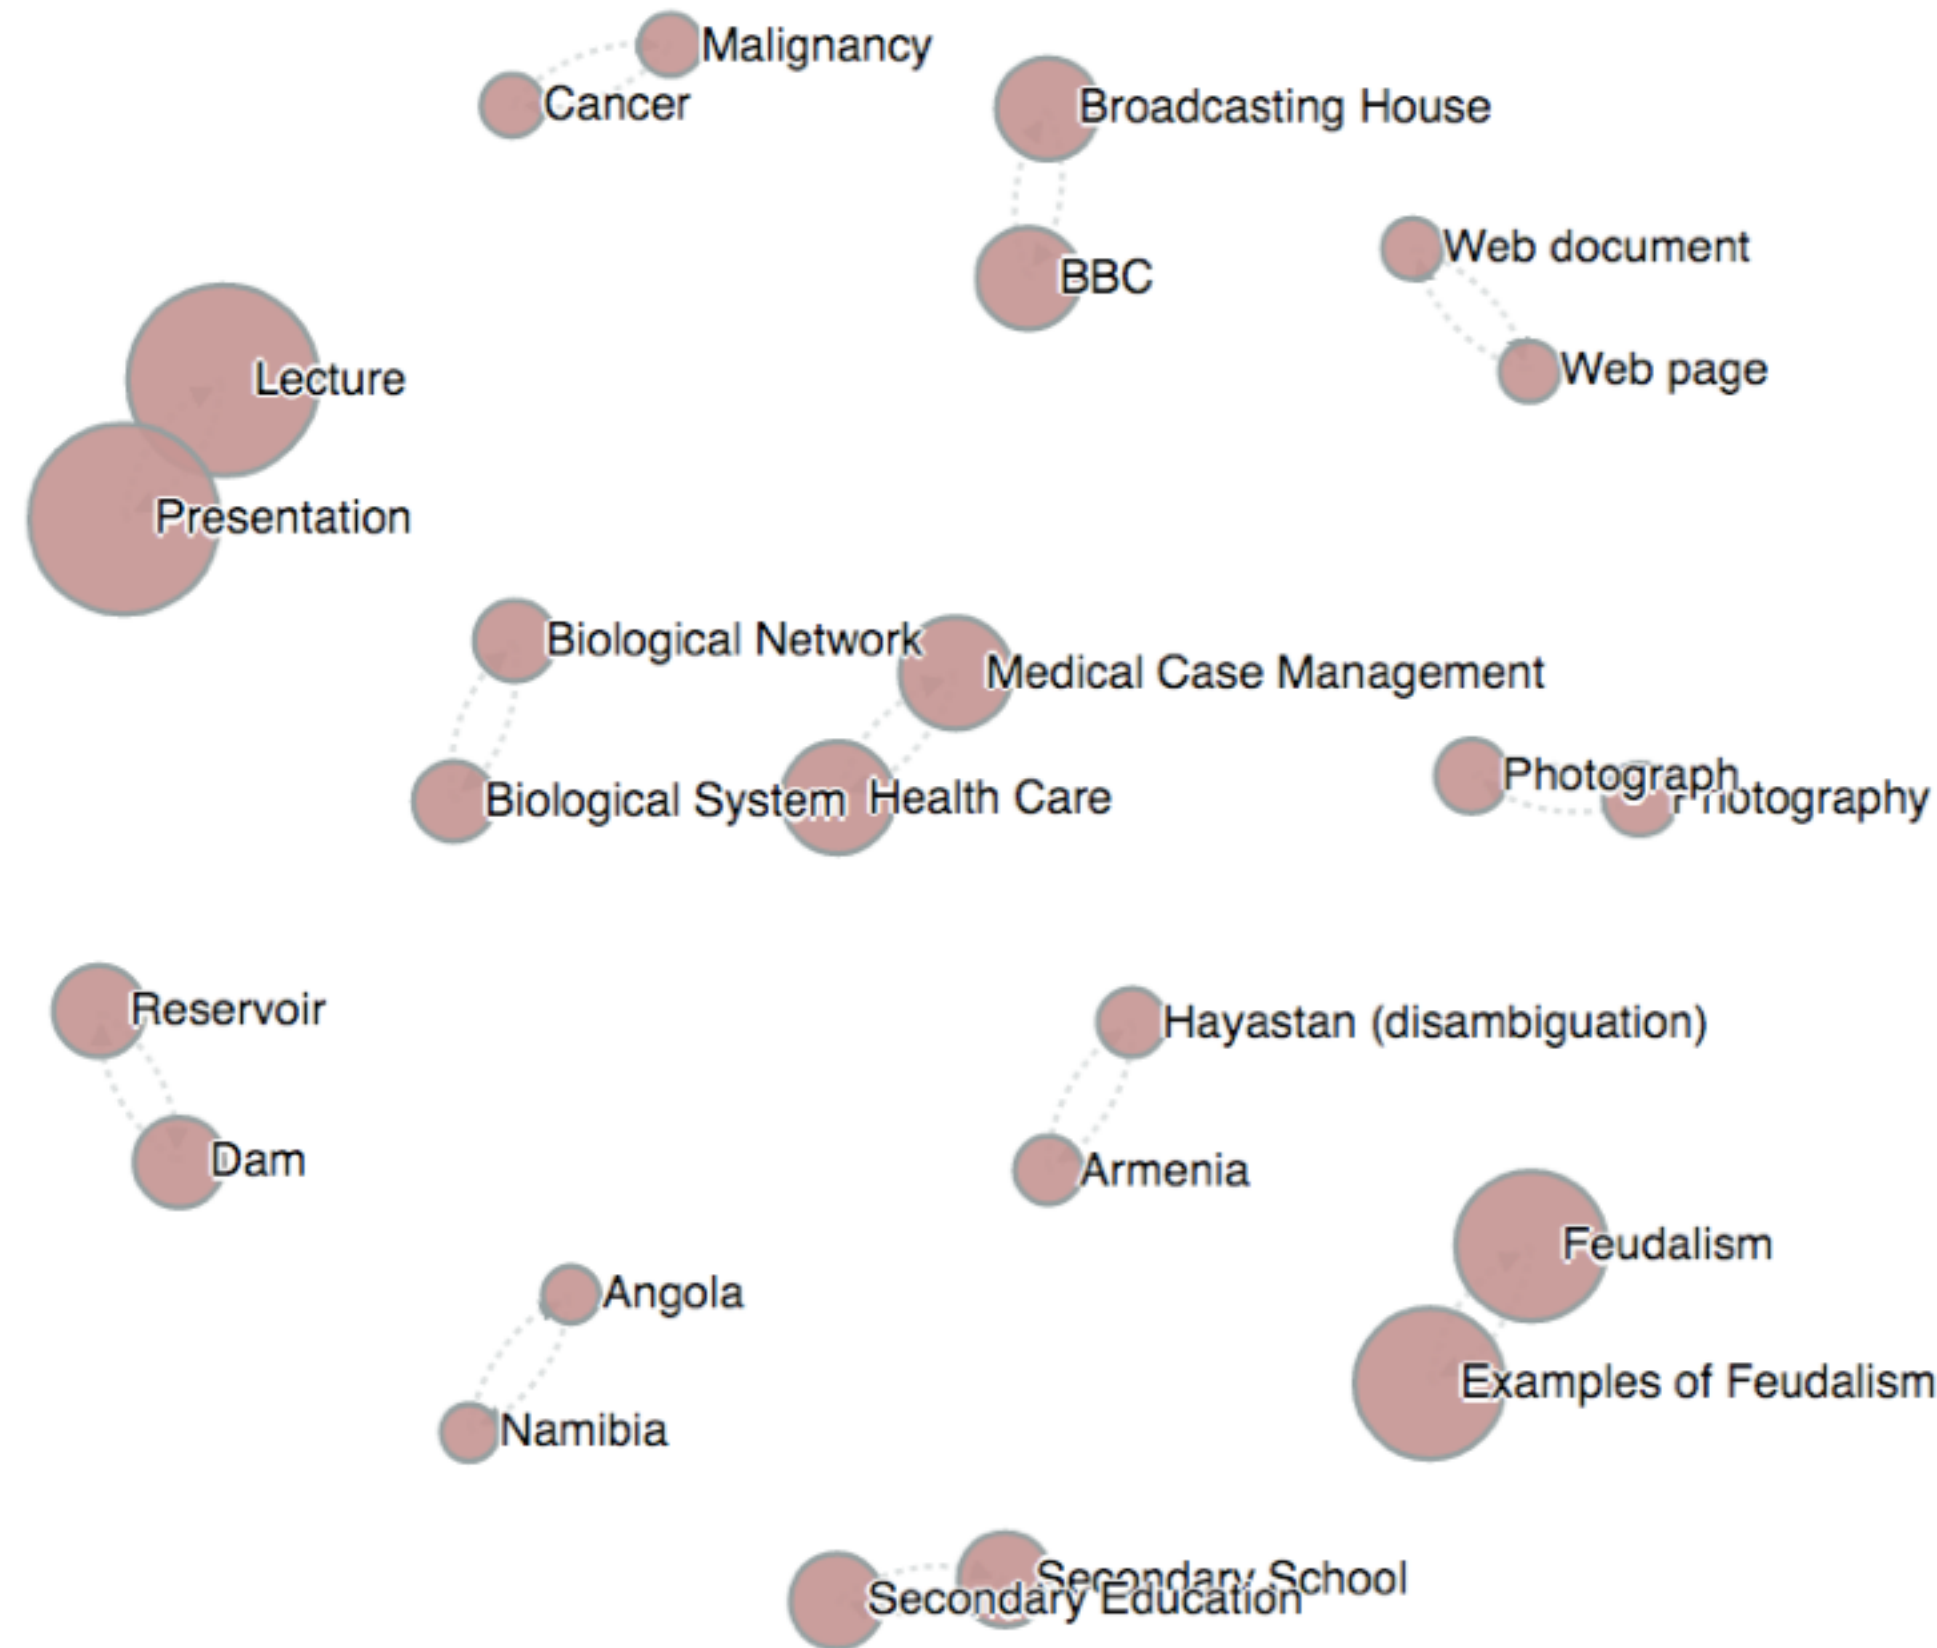 Malignancy
Cancer
Broadcasting House
BBC
Web document
Web page
Lecture
Presentation
Biological Network
Medical Case Management
Biological System
Health Care
Photograph
Photography
Reservoir
Dam
Hayastan (disambiguation)
Armenia
Feudalism
Examples of Feudalism
Angola
Namibia
Secondary School
Secondary Education